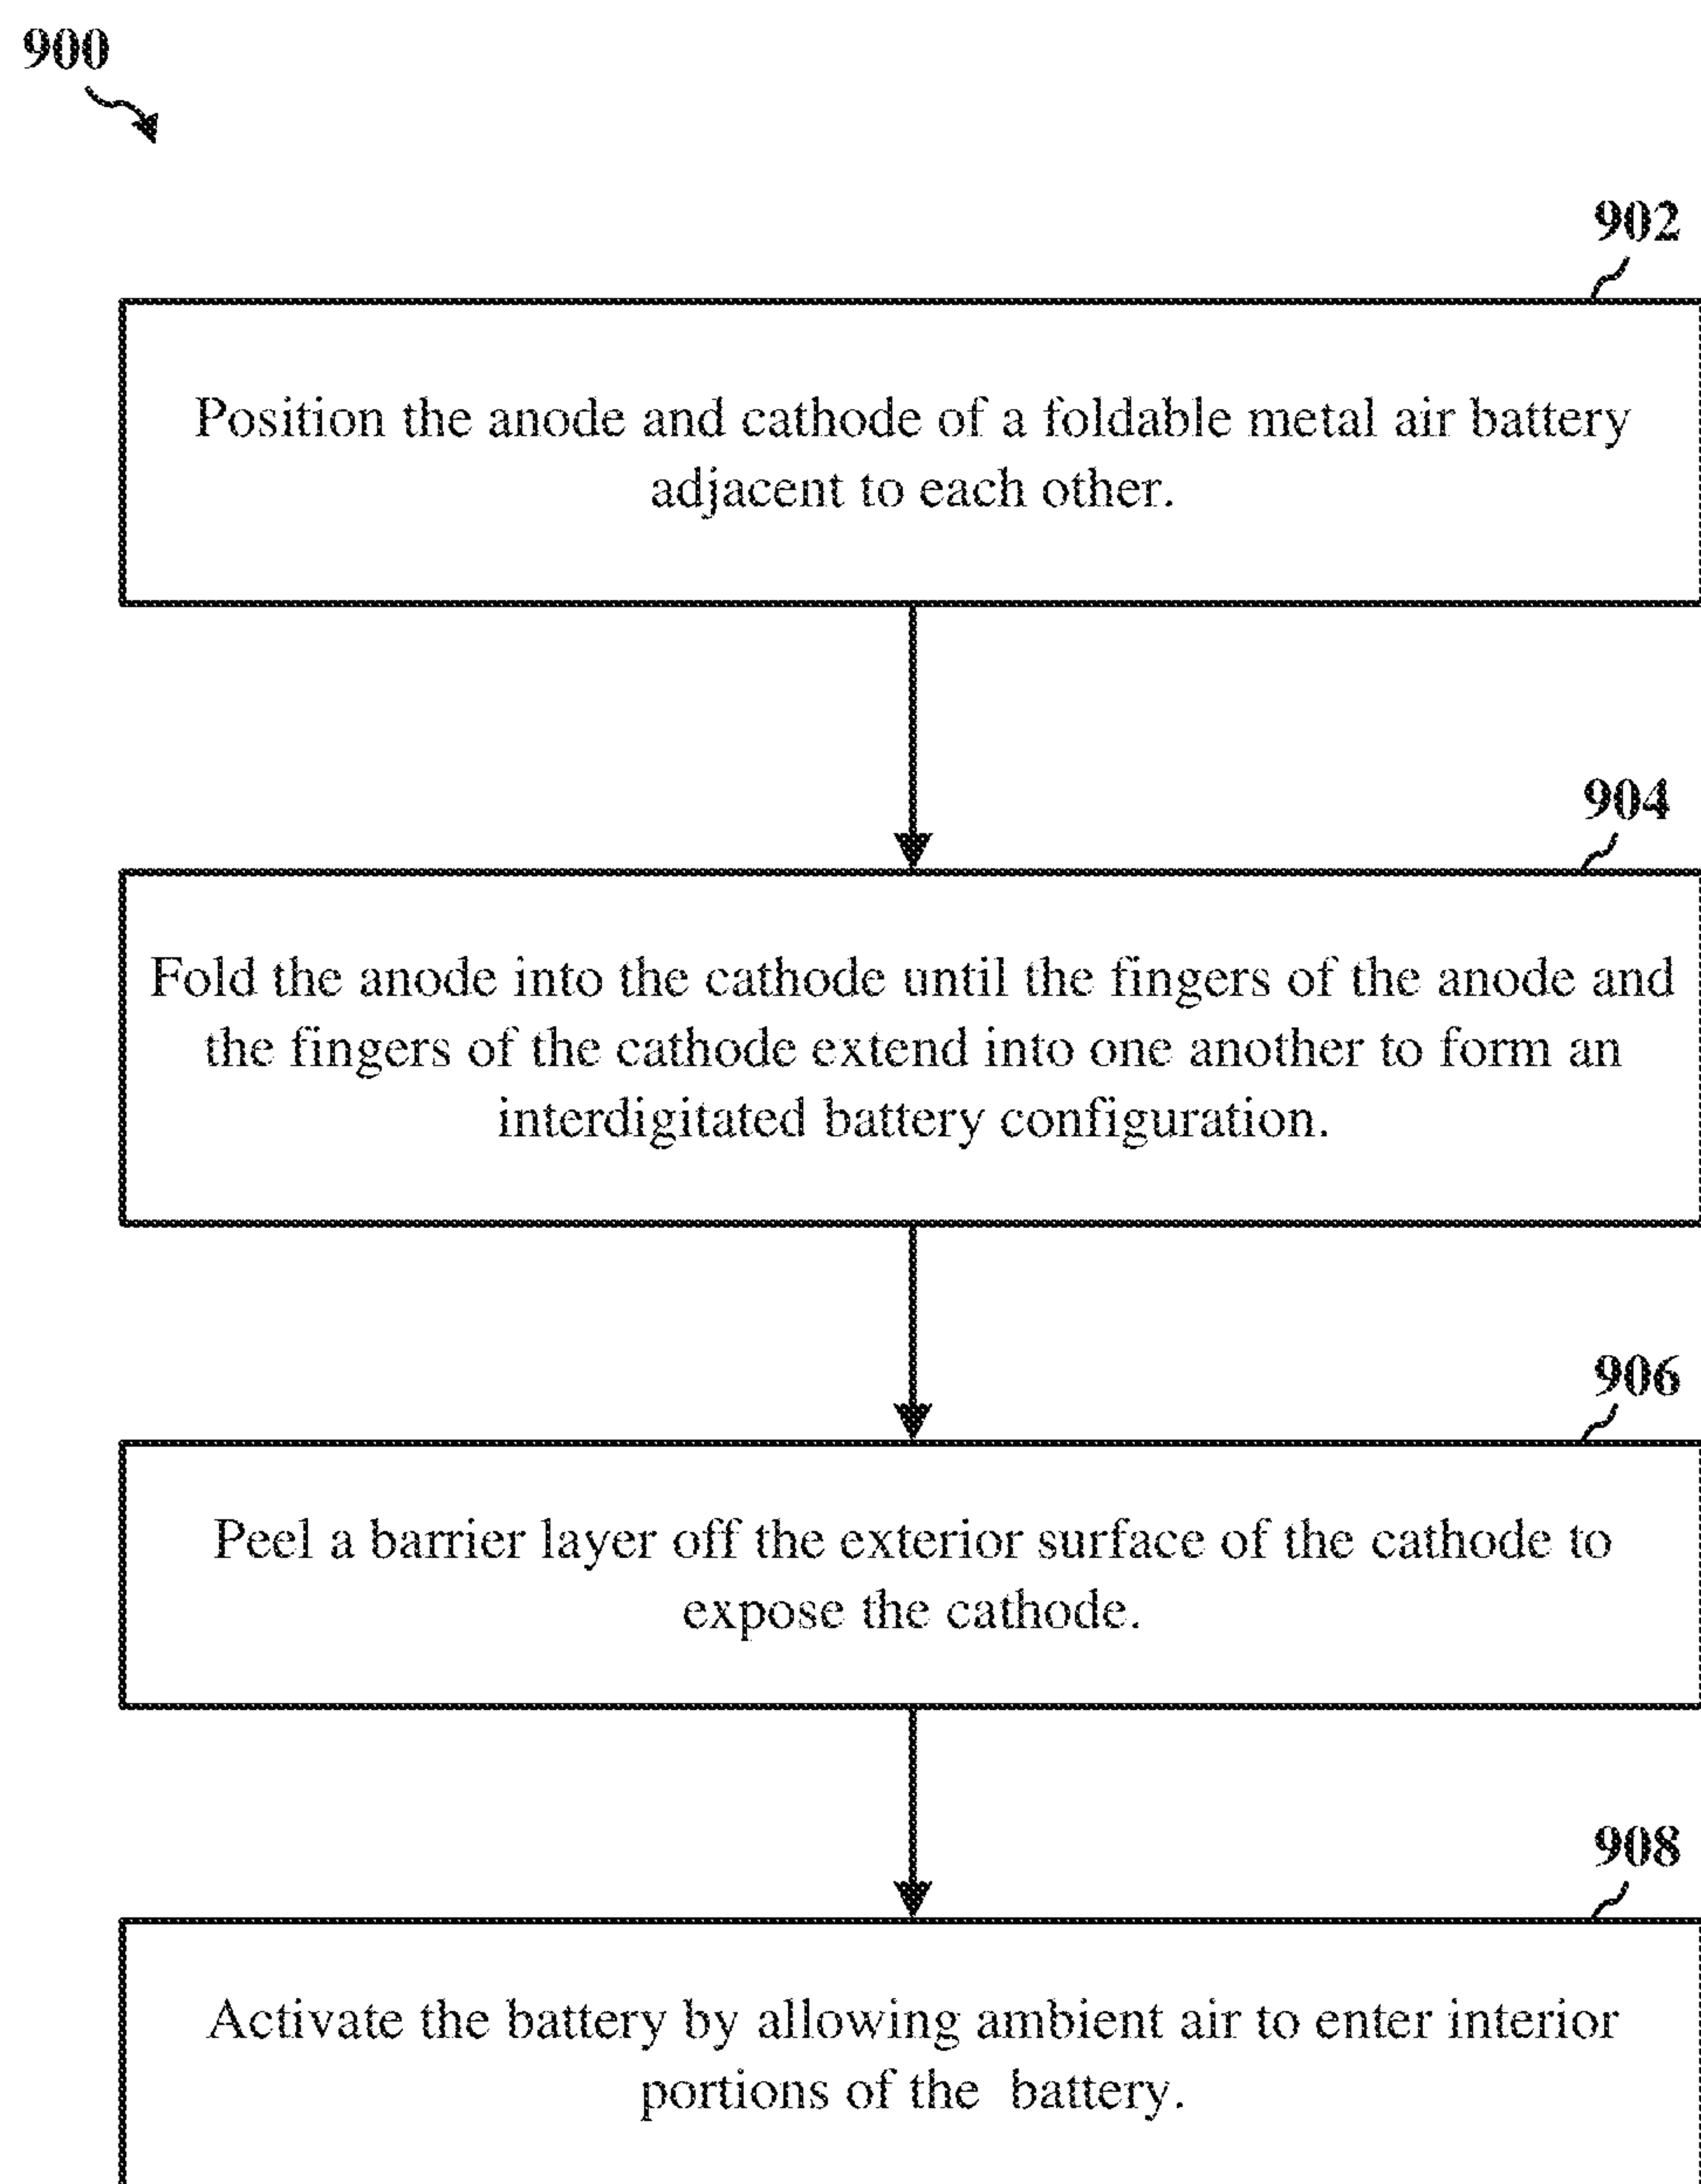 900
902
Position the anode and cathode of a foldable metal air battery
adjacent to each other.
904
Fold the anode into the cathode until the fingers of the anode and
the fingers of the cathode extend into one another to form an
interdigitated battery configuration.
906
Peel a barrier layer off the exterior surface of the cathode to
expose the cathode.
908
Activate the battery by allowing ambient air to enter interior
portions of the battery.